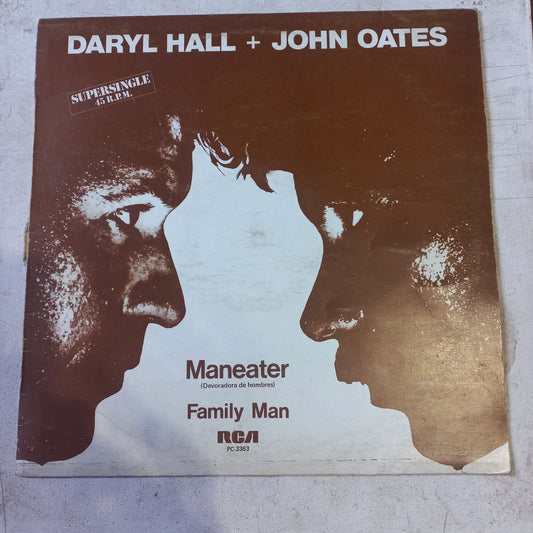 DARYL HALL + JOHN OATES
SUPERSINGLE
45 R.P.M.
Maneater
(Devoradora de hombres)
Family Man
RCA
PC-3363